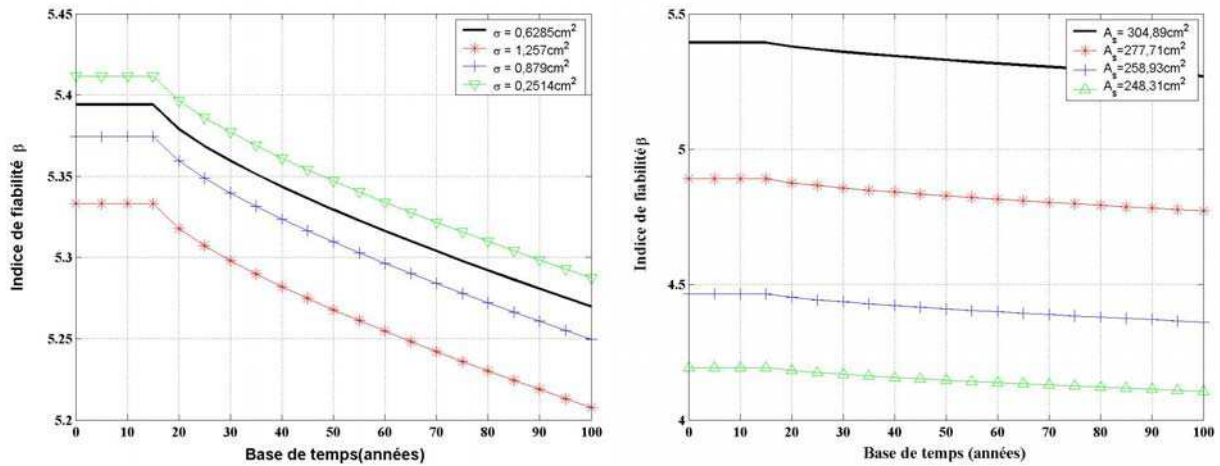 5.45
5.4
5.35
5.3
5.25
5.2
Indice de fiabilité β
σ = 0,6285cm²
σ = 1,257cm²
σ = 0,879cm²
σ = 0,2514cm²
0 10 20 30 40 50 60 70 80 90 100
Base de temps(années)
5.5
5
4.5
4
Indice de fiabilité β
Aₛ= 304,89cm²
Aₛ=277,71cm²
Aₛ=258,93cm²
Aₛ=248,31cm²
0 10 20 30 40 50 60 70 80 90 100
Base de temps (années)